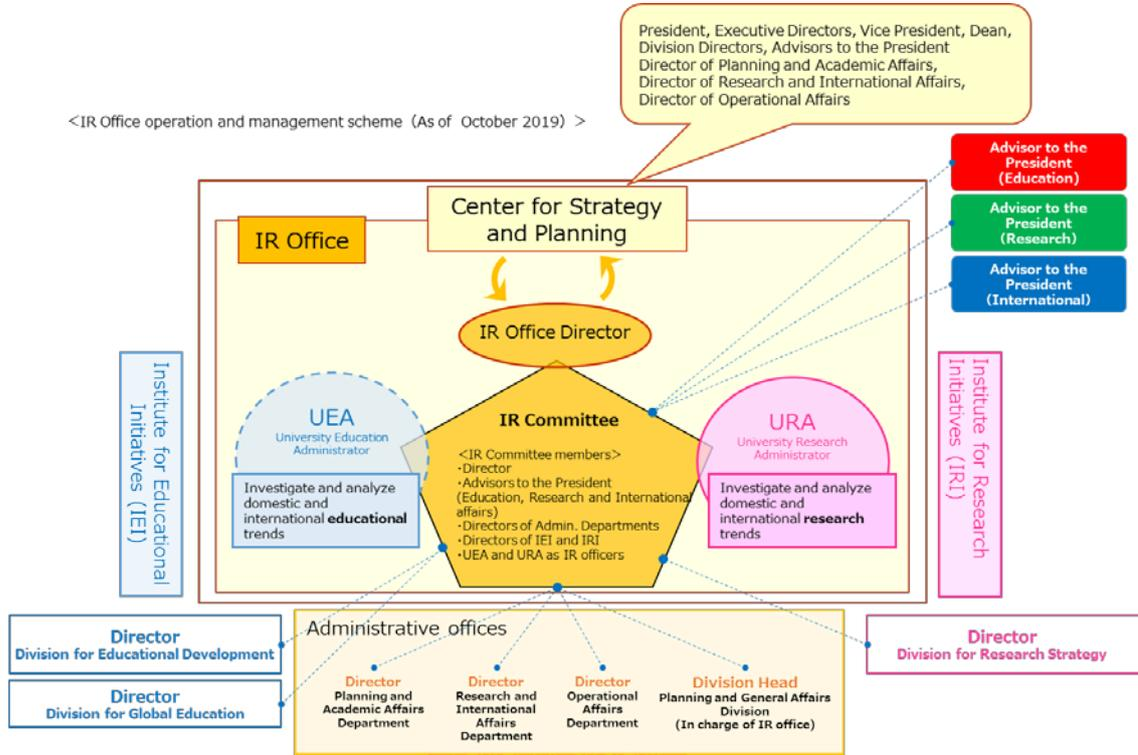 President, Executive Directors, Vice President, Dean,
Division Directors, Advisors to the President
Director of Planning and Academic Affairs,
Director of Research and International Affairs,
Director of Operational Affairs
<IR Office operation and management scheme (As of October 2019) >
Advisor to the
President
(Education)
Advisor to the
President
(Research)
Advisor to the
President
(International)
Center for Strategy
and Planning
IR Office
IR Office Director
Institute for Educational
Initiatives (IEI)
UEA
University Education
Administrator
Investigate and analyze
domestic and
international educational
trends
IR Committee
<IR Committee members>
・Director
・Advisors to the President
(Education, Research and International
affairs)
・Directors of Admin. Departments
・Directors of IEI and IRI
・UEA and URA as IR officers
URA
University Research
Administrator
Investigate and analyze
domestic and
international research
trends
Institute for Research
Initiatives (IRI)
Director
Division for Educational Development
Director
Division for Global Education
Administrative offices
Director
Planning and
Academic Affairs
Department
Director
Research and
International
Affairs
Department
Director
Operational
Affairs
Department
Division Head
Planning and General Affairs
Division
(In charge of IR office)
Director
Division for Research Strategy